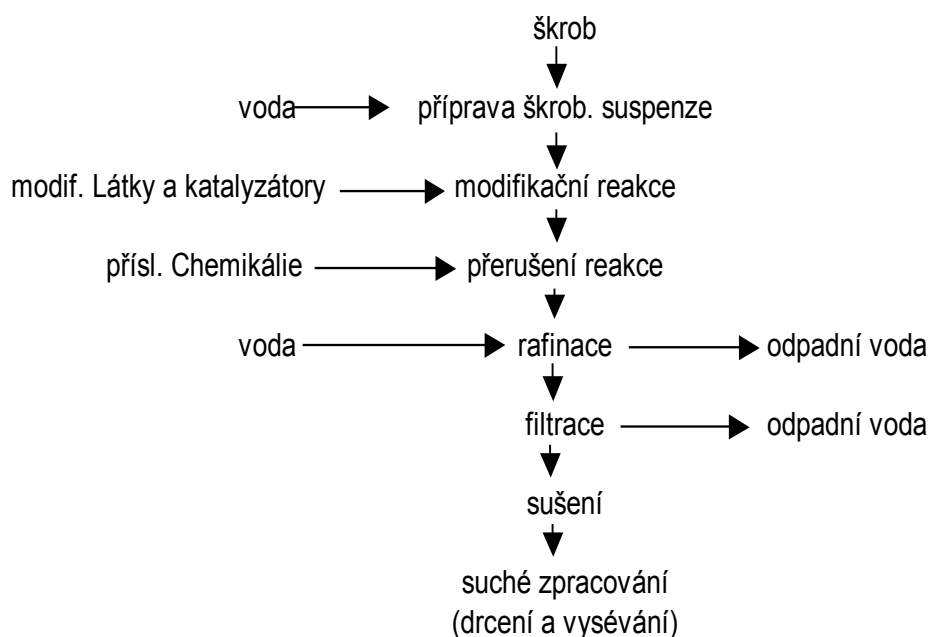 škrob
voda příprava škrob. suspenze
modif. Látky a katalyzátory modifikační reakce
přísl. Chemikálie přerušení reakce
voda rafinace odpadní voda
filtrace odpadní voda
sušení
suché zpracování
(drcení a vysévání)